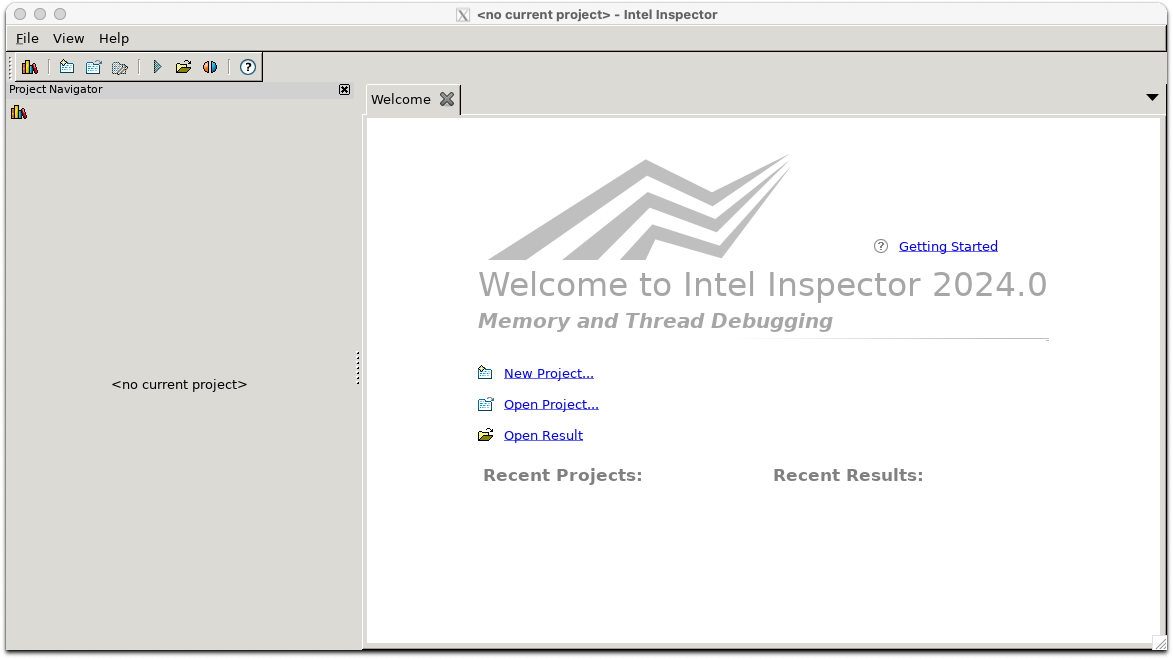 <no current project> - Intel Inspector
File View Help
Project Navigator
Welcome
Getting Started
Welcome to Intel Inspector 2024.0
Memory and Thread Debugging
<no current project>
New Project...
Open Project...
Open Result
Recent Projects: Recent Results: